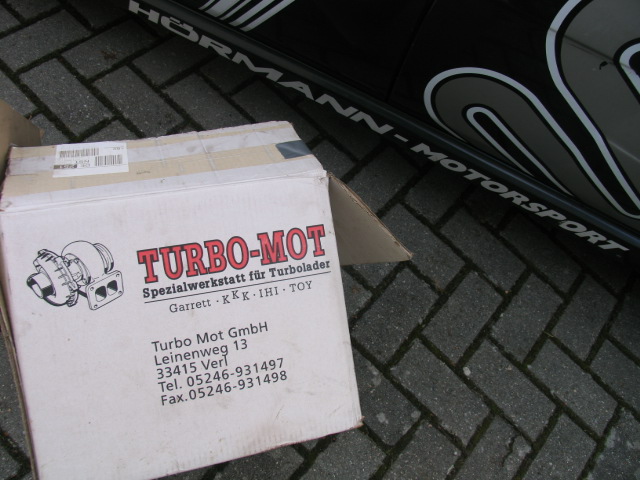 HÖRMANN-MOTORSPORT
TURBO-MOT
Spezialwerkstatt für Turbolader
Garrett · KKK · IHI · TOY
Turbo Mot GmbH
Leinenweg 13
33415 Verl
Tel. 05246-931497
Fax. 05246-931498